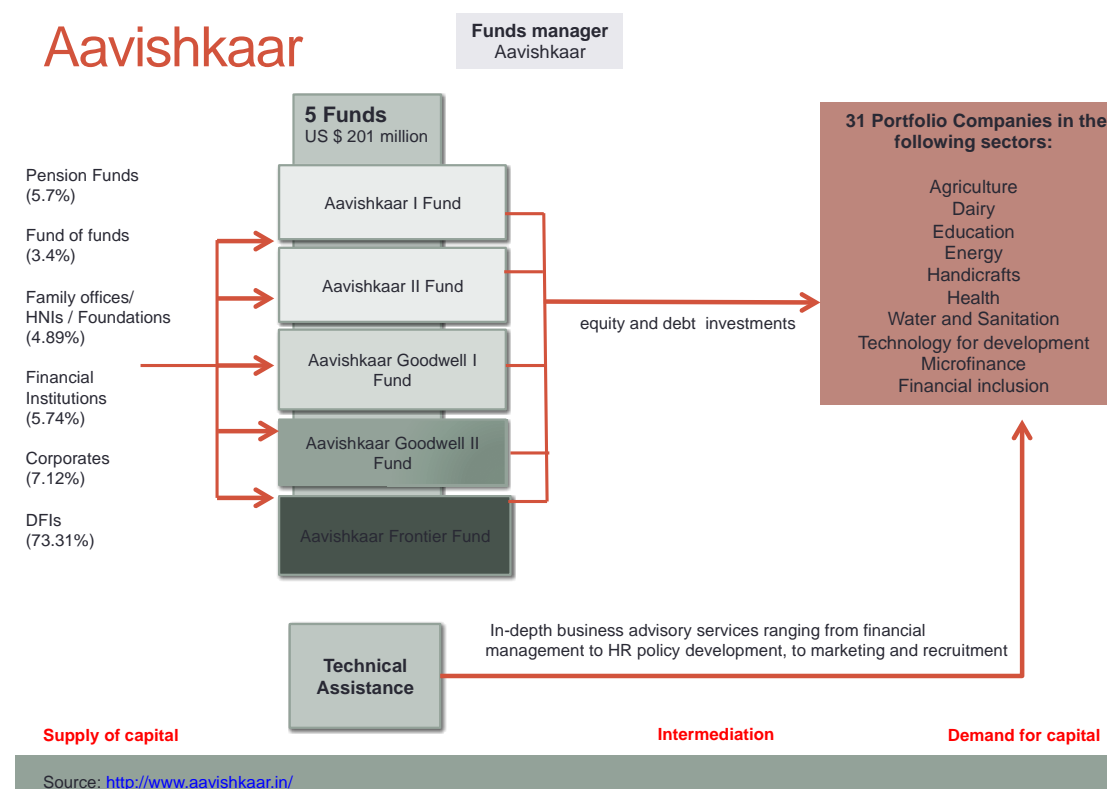 Aavishkaar
Funds manager
Aavishkaar
5 Funds
US $ 201 million
Pension Funds
(5.7%)
Fund of funds
(3.4%)
Family offices/
HNIs / Foundations
(4.89%)
Financial
Institutions
(5.74%)
Corporates
(7.12%)
DFIs
(73.31%)
Aavishkaar I Fund
Aavishkaar II Fund
Aavishkaar Goodwell I
Fund
Aavishkaar Goodwell II
Fund
Aavishkaar Frontier Fund
equity and debt investments
31 Portfolio Companies in the
following sectors:
Agriculture
Dairy
Education
Energy
Handicrafts
Health
Water and Sanitation
Technology for development
Microfinance
Financial inclusion
Technical
Assistance
In-depth business advisory services ranging from financial
management to HR policy development, to marketing and recruitment
Supply of capital
Intermediation
Demand for capital
Source: http://www.aavishkaar.in/